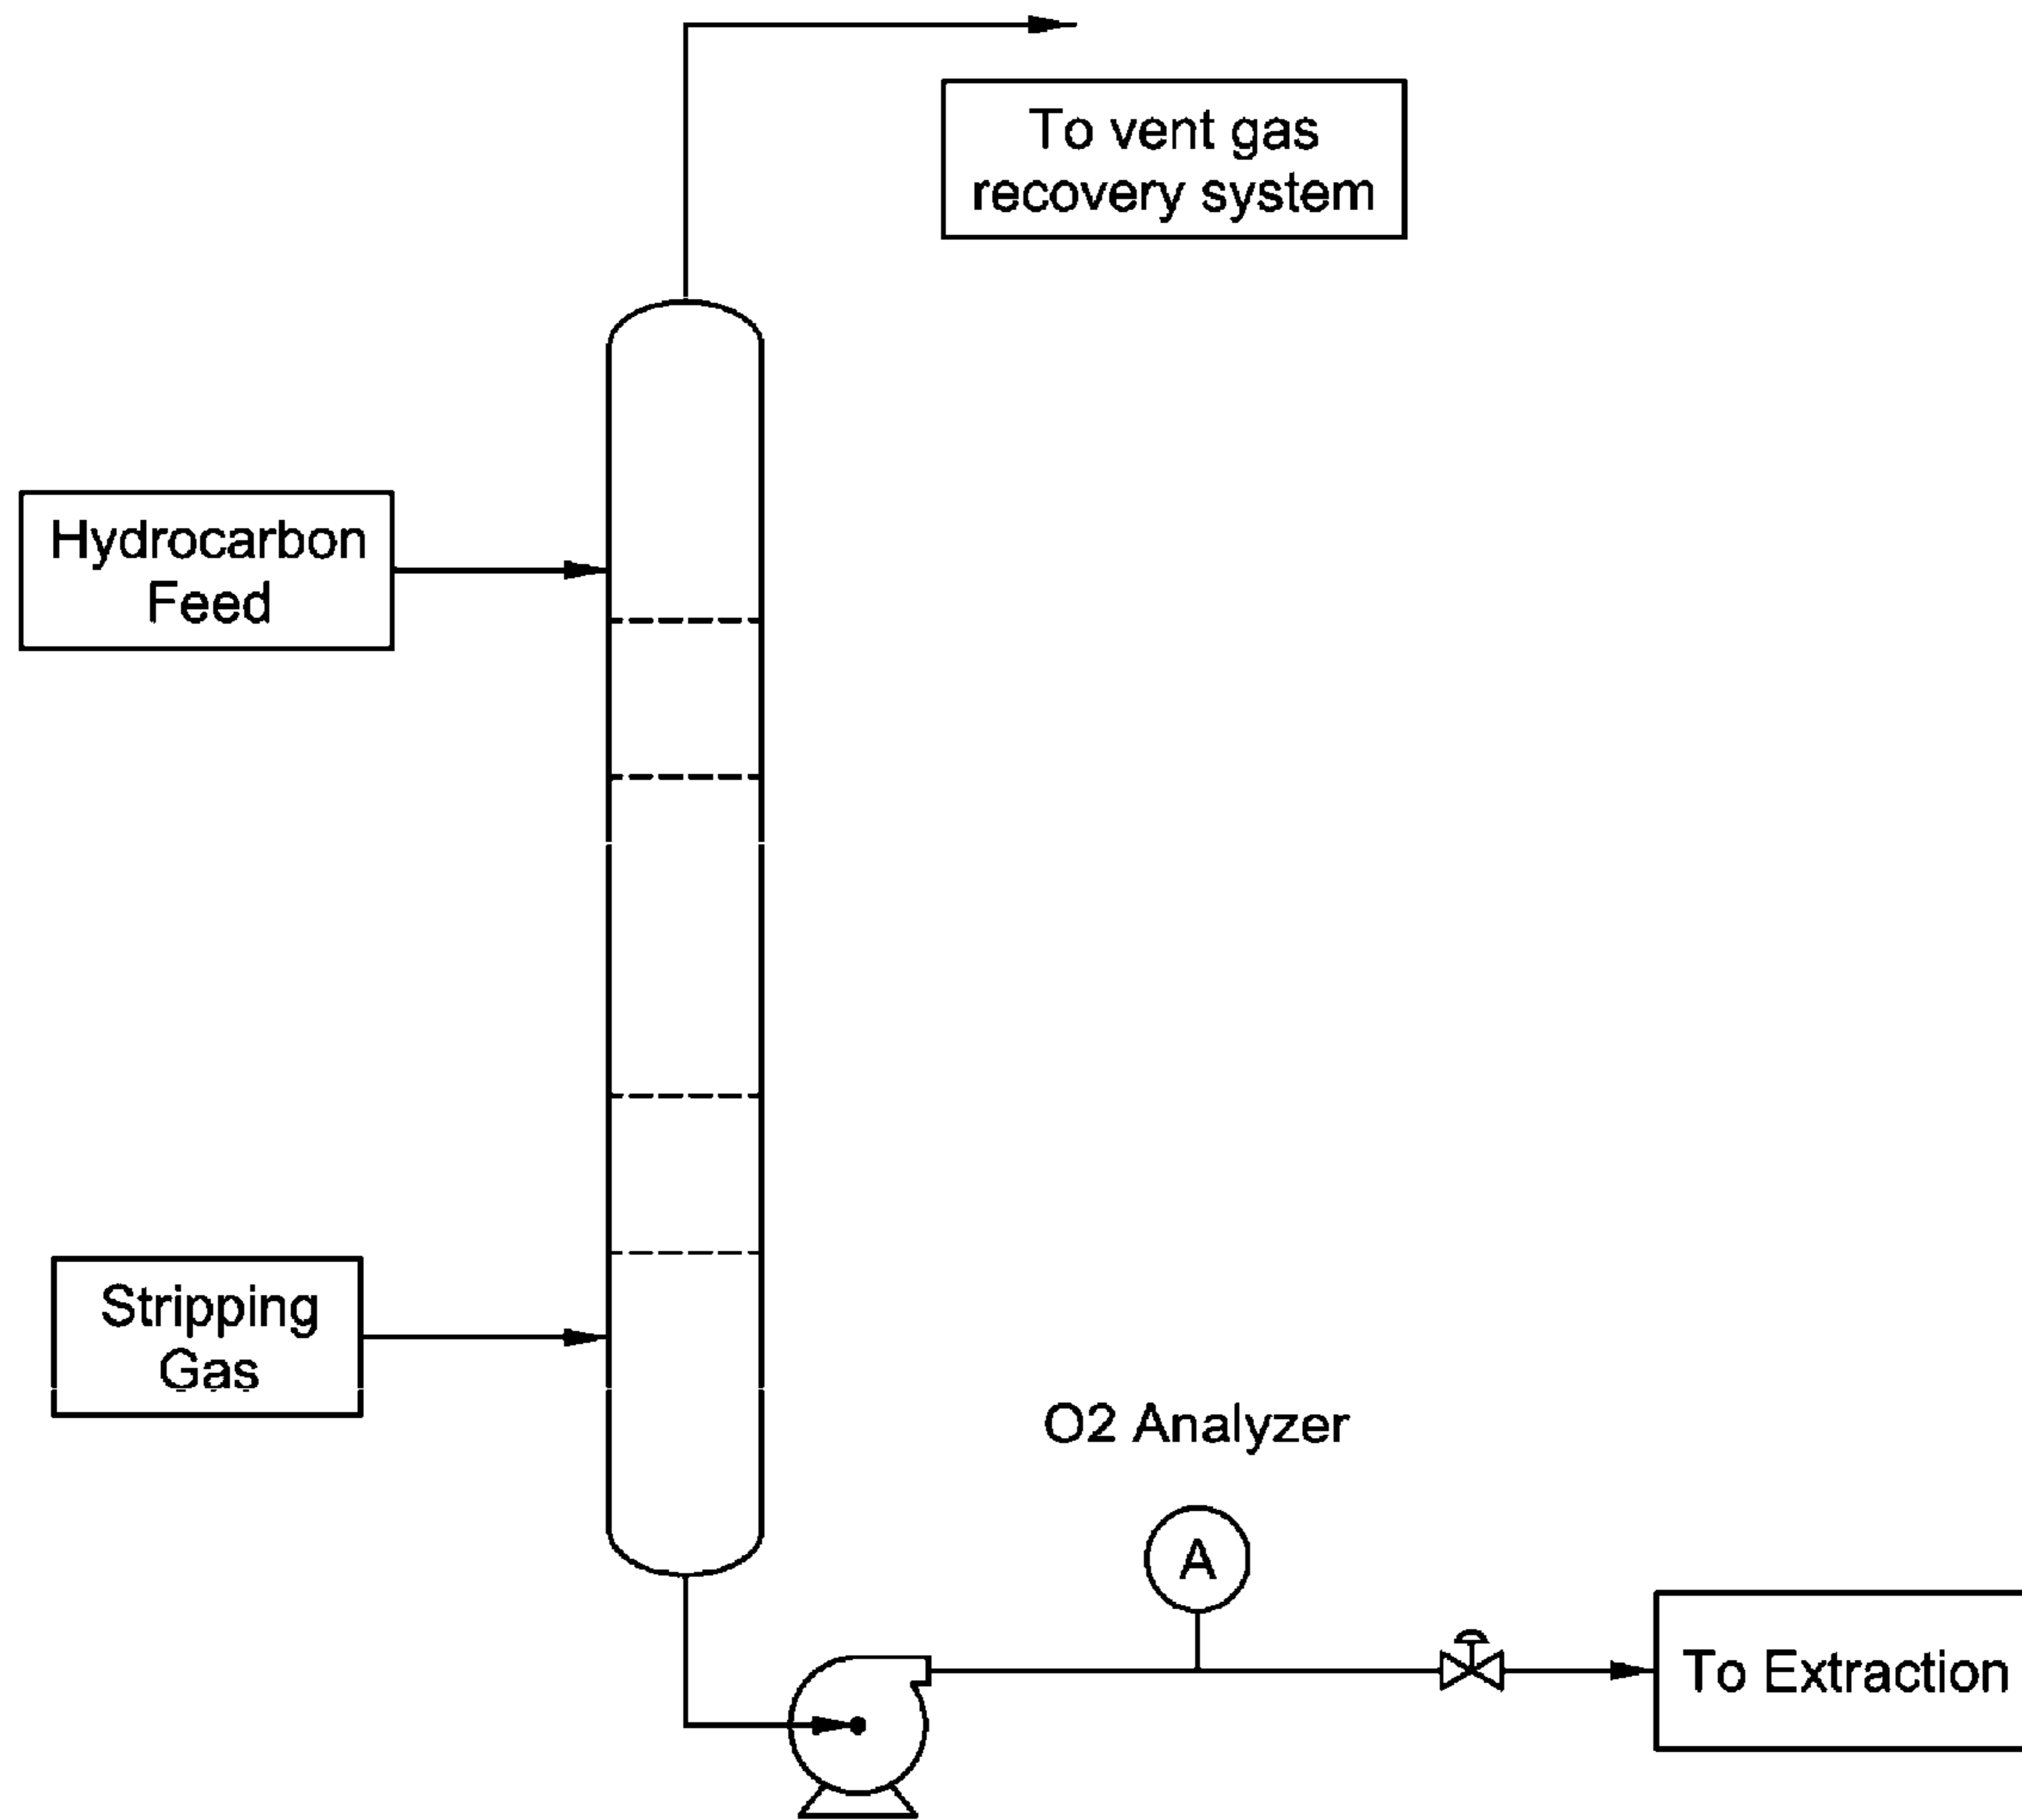 To vent gas
recovery system
Hydrocarbon
Feed
Stripping
Gas
O2 Analyzer
A
To Extraction